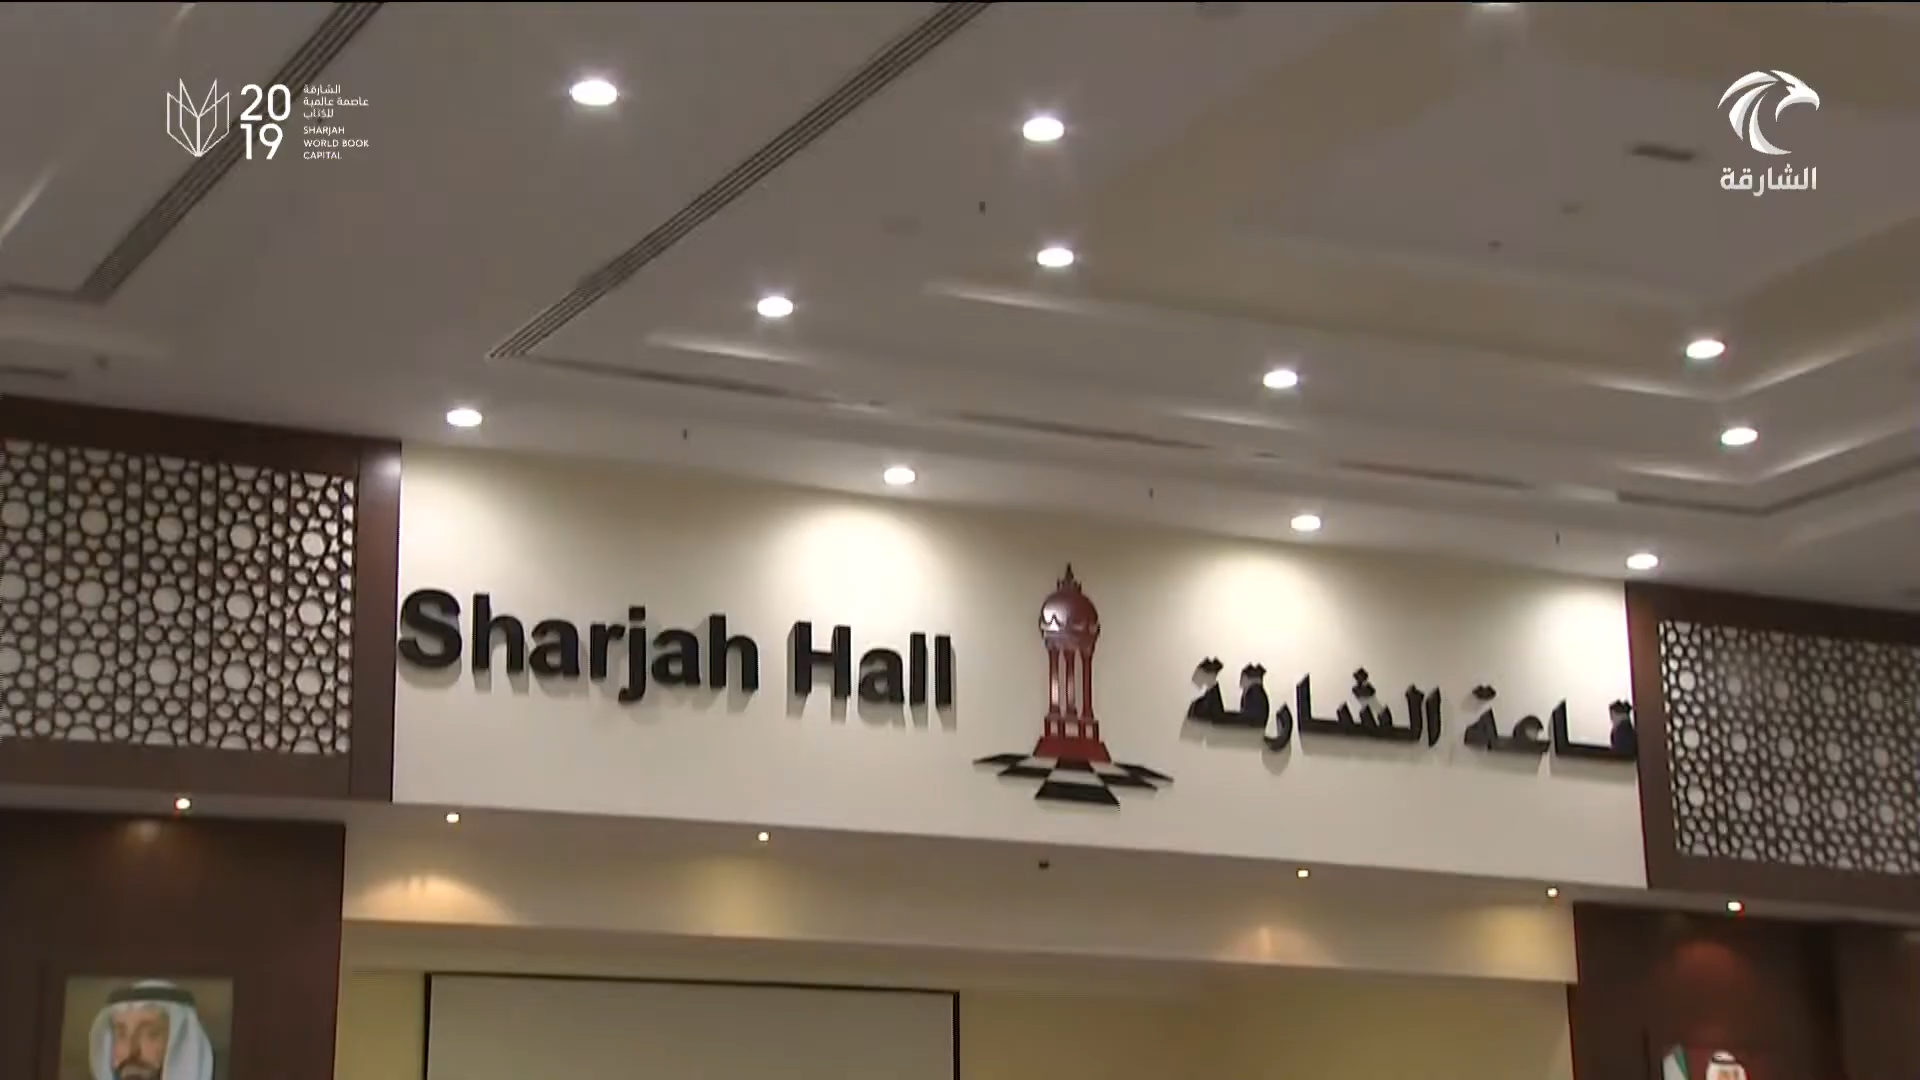 2019
الشارقة
عاصمة عالمية
للكتاب
SHARJAH
WORLD BOOK
CAPITAL
الشارقة
Sharjah Hall
قاعة الشارقة